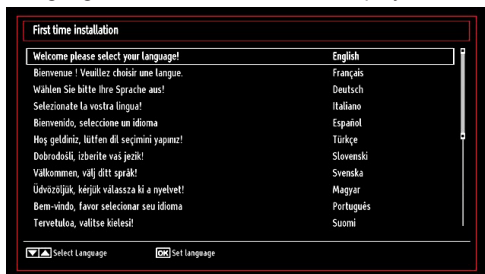 First time installation
Welcome please select your language! English
Bienvenue ! Veuillez choisir une langue. Français
Wählen Sie bitte Ihre Sprache aus! Deutsch
Selezionate la vostra lingua! Italiano
Bienvenido, seleccione un idioma Español
Hoş geldiniz, lütfen dil seçimini yapınız! Türkçe
Dobrodošli, izberite vaš jezik! Slovenski
Välkommen, välj ditt språk! Svenska
Üdvözöljük, kérjük válassza ki a nyelvet! Magyar
Bem-vindo, favor selecionar seu idioma Português
Tervetuloa, valitse kielesi! Suomi
Select Language OK Set language